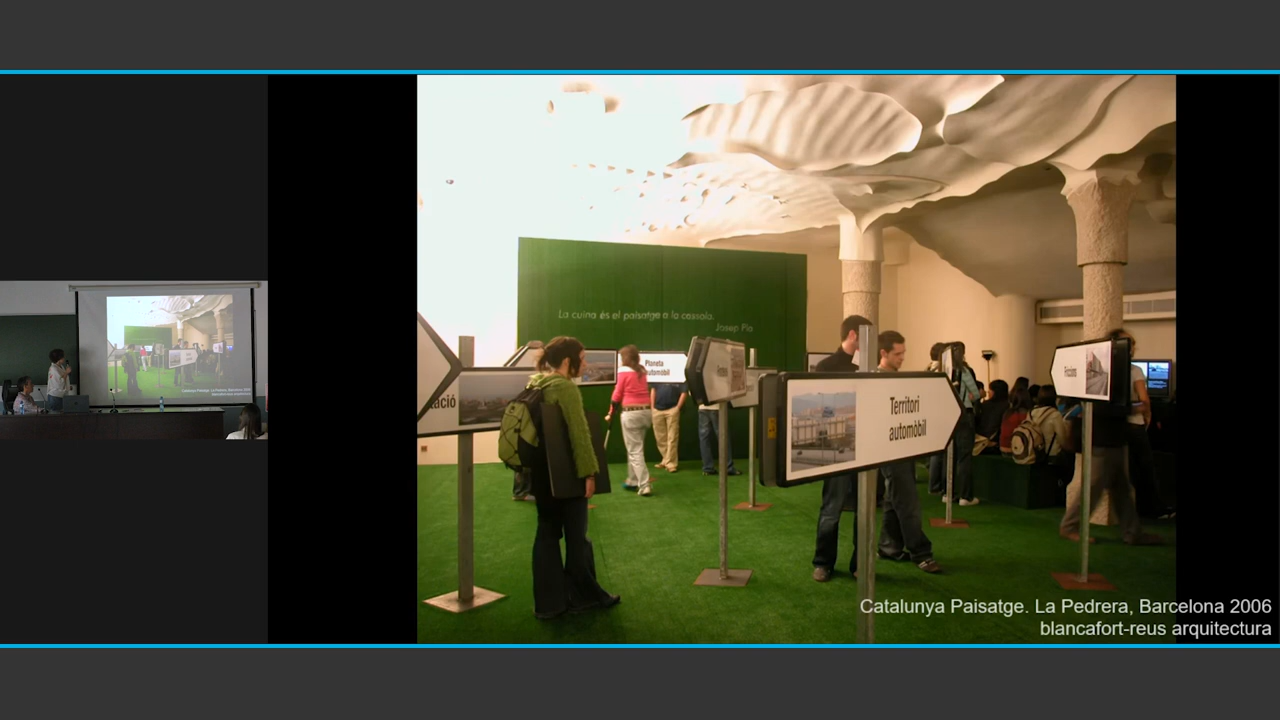 La cuina és el paisatge a la cassola.
Josep Pla
Planeta
automòbil
Territori
automòbil
Catalunya Paisatge. La Pedrera, Barcelona 2006
blancafort-reus arquitectura